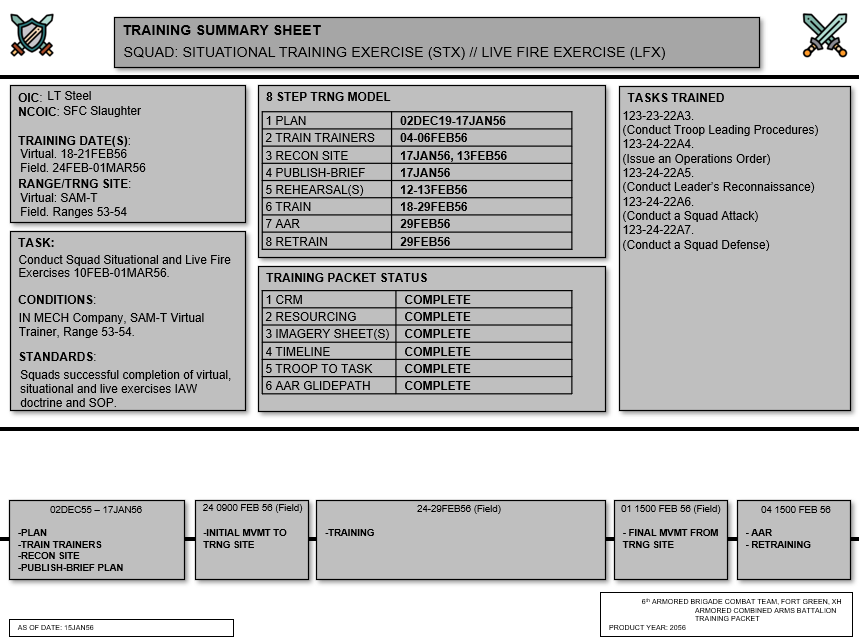 TRAINING SUMMARY SHEET
SQUAD: SITUATIONAL TRAINING EXERCISE (STX) // LIVE FIRE EXERCISE (LFX)
OIC: LT Steel
NCOIC: SFC Slaughter
TRAINING DATE(S):
Virtual. 18-21FEB56
Field. 24FEB-01MAR56
RANGE/TRNG SITE:
Virtual: SAM-T
Field. Ranges 53-54
TASK:
Conduct Squad Situational and Live Fire
Exercises 10FEB-01MAR56.
CONDITIONS:
IN MECH Company, SAM-T Virtual
Trainer, Range 53-54.
STANDARDS:
Squads successful completion of virtual,
situational and live exercises IAW
doctrine and SOP.
8 STEP TRNG MODEL
1 PLAN 02DEC19-17JAN56
2 TRAIN TRAINERS 04-06FEB56
3 RECON SITE 17JAN56, 13FEB56
4 PUBLISH-BRIEF 17JAN56
5 REHEARSAL(S) 12-13FEB56
6 TRAIN 18-29FEB56
7 AAR 29FEB56
8 RETRAIN 29FEB56
TRAINING PACKET STATUS
1 CRM COMPLETE
2 RESOURCING COMPLETE
3 IMAGERY SHEET(S) COMPLETE
4 TIMELINE COMPLETE
5 TROOP TO TASK COMPLETE
6 AAR GLIDEPATH COMPLETE
TASKS TRAINED
123-23-22A3.
(Conduct Troop Leading Procedures)
123-24-22A4.
(Issue an Operations Order)
123-24-22A5.
(Conduct Leader's Reconnaissance)
123-24-22A6.
(Conduct a Squad Attack)
123-24-22A7.
(Conduct a Squad Defense)
02DEC55 – 17JAN56
-PLAN
-TRAIN TRAINERS
-RECON SITE
-PUBLISH-BRIEF PLAN
24 0900 FEB 56 (Field)
-INITIAL MVMT TO
TRNG SITE
24-29FEB56 (Field)
-TRAINING
01 1500 FEB 56 (Field)
- FINAL MVMT FROM
TRNG SITE
04 1500 FEB 56
- AAR
- RETRAINING
AS OF DATE: 15JAN56
6th ARMORED BRIGADE COMBAT TEAM, FORT GREEN, XH
ARMORED COMBINED ARMS BATTALION
TRAINING PACKET
PRODUCT YEAR: 2056